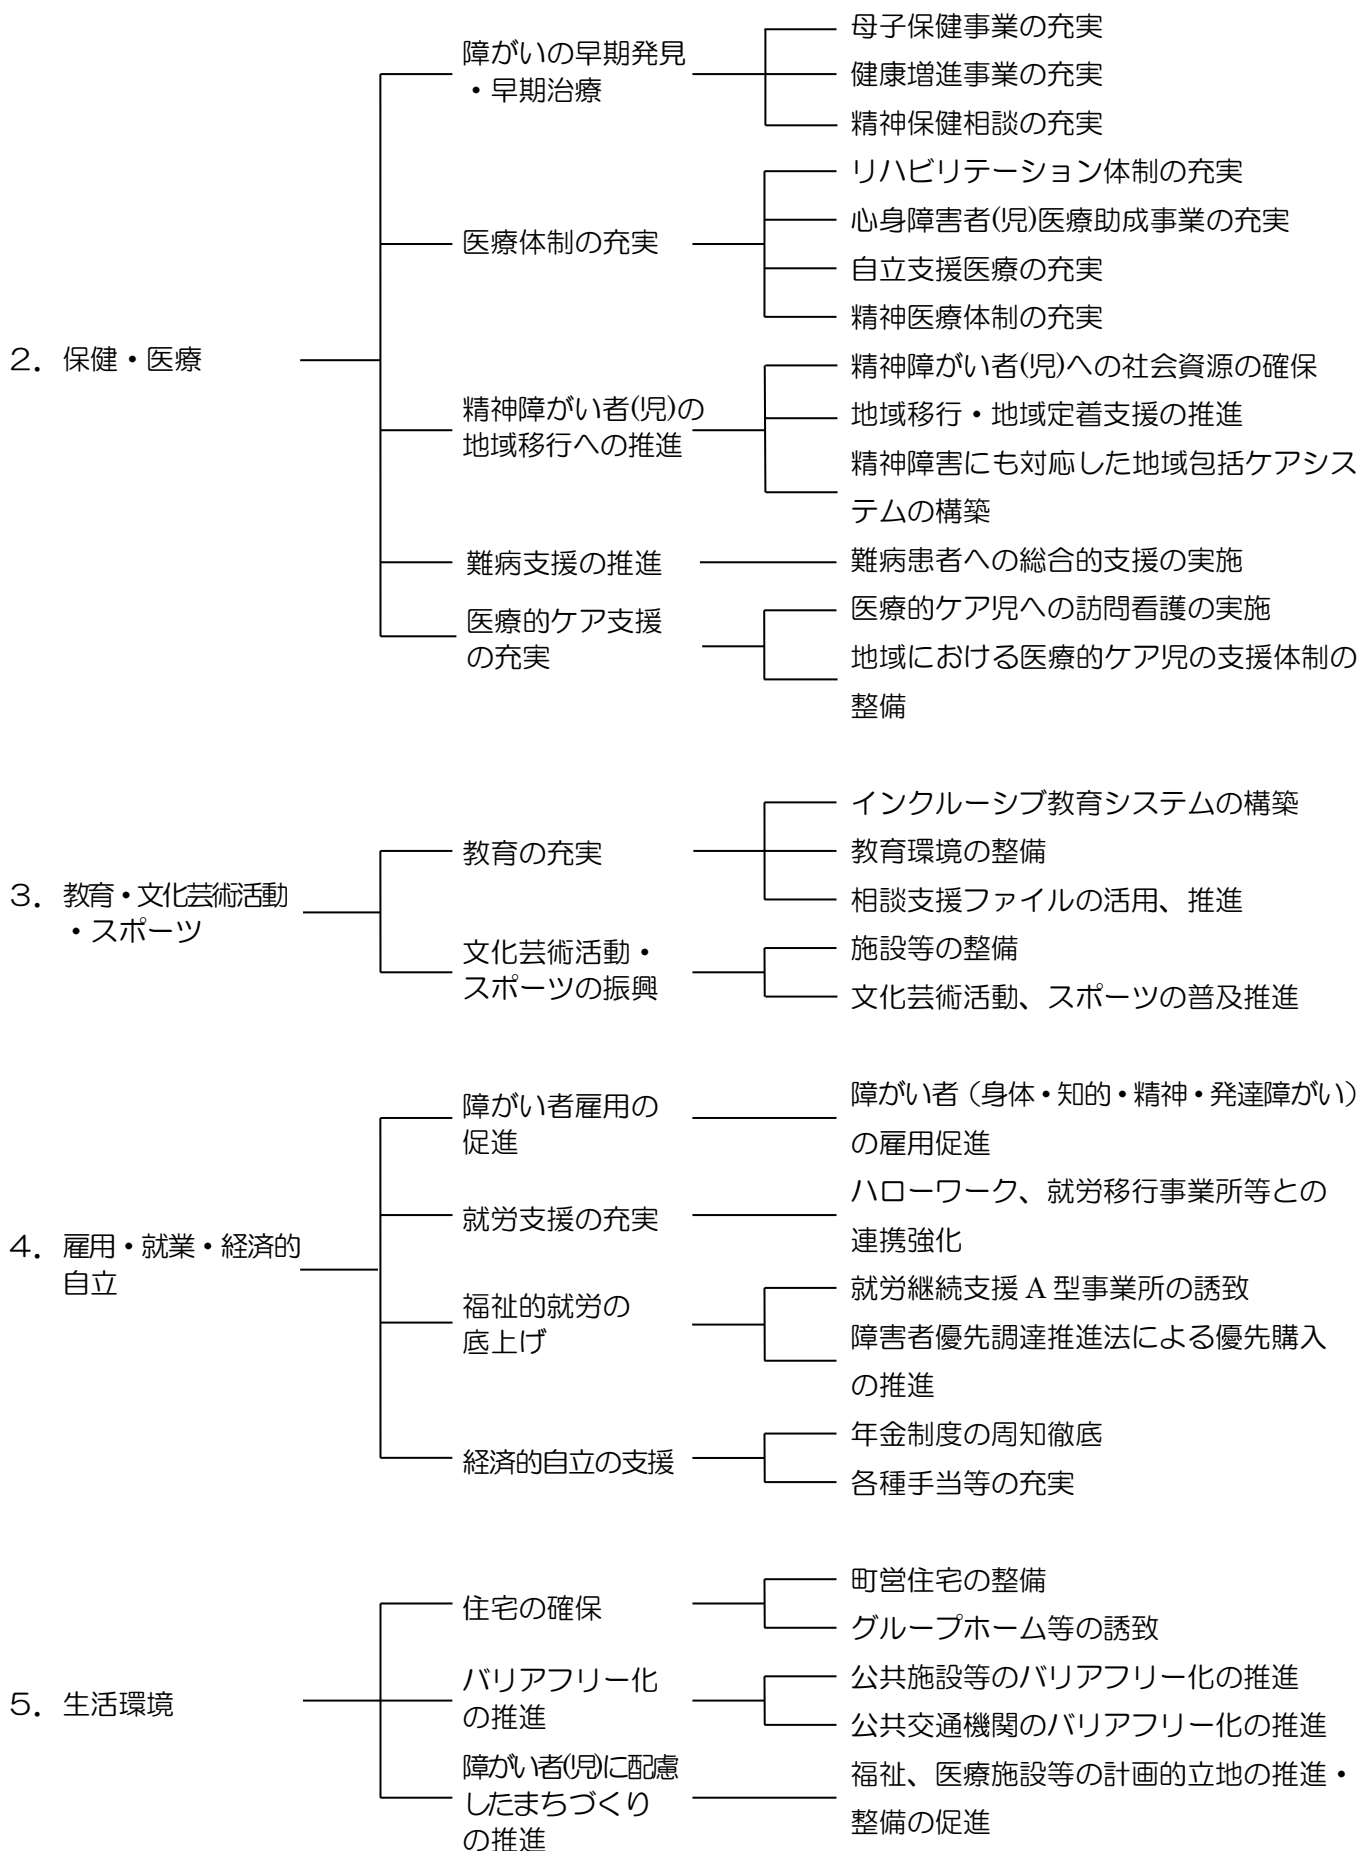 2．保健・医療
障がいの早期発見
・早期治療
母子保健事業の充実
健康増進事業の充実
精神保健相談の充実
医療体制の充実
リハビリテーション体制の充実
心身障害者(児)医療助成事業の充実
自立支援医療の充実
精神医療体制の充実
精神障がい者(児)の
地域移行への推進
精神障がい者(児)への社会資源の確保
地域移行・地域定着支援の推進
精神障害にも対応した地域包括ケアシス
テムの構築
難病支援の推進
難病患者への総合的支援の実施
医療的ケア支援
の充実
医療的ケア児への訪問看護の実施
地域における医療的ケア児の支援体制の
整備
3．教育・文化芸術活動
・スポーツ
教育の充実
インクルーシブ教育システムの構築
教育環境の整備
相談支援ファイルの活用、推進
文化芸術活動・
スポーツの振興
施設等の整備
文化芸術活動、スポーツの普及推進
4．雇用・就業・経済的
自立
障がい者雇用の
促進
障がい者（身体・知的・精神・発達障がい）
の雇用促進
就労支援の充実
ハローワーク、就労移行事業所等との
連携強化
福祉的就労の
底上げ
就労継続支援 A 型事業所の誘致
障害者優先調達推進法による優先購入
の推進
経済的自立の支援
年金制度の周知徹底
各種手当等の充実
5．生活環境
住宅の確保
町営住宅の整備
グループホーム等の誘致
バリアフリー化
の推進
公共施設等のバリアフリー化の推進
公共交通機関のバリアフリー化の推進
障がい者(児)に配慮
したまちづくり
の推進
福祉、医療施設等の計画的立地の推進・
整備の促進